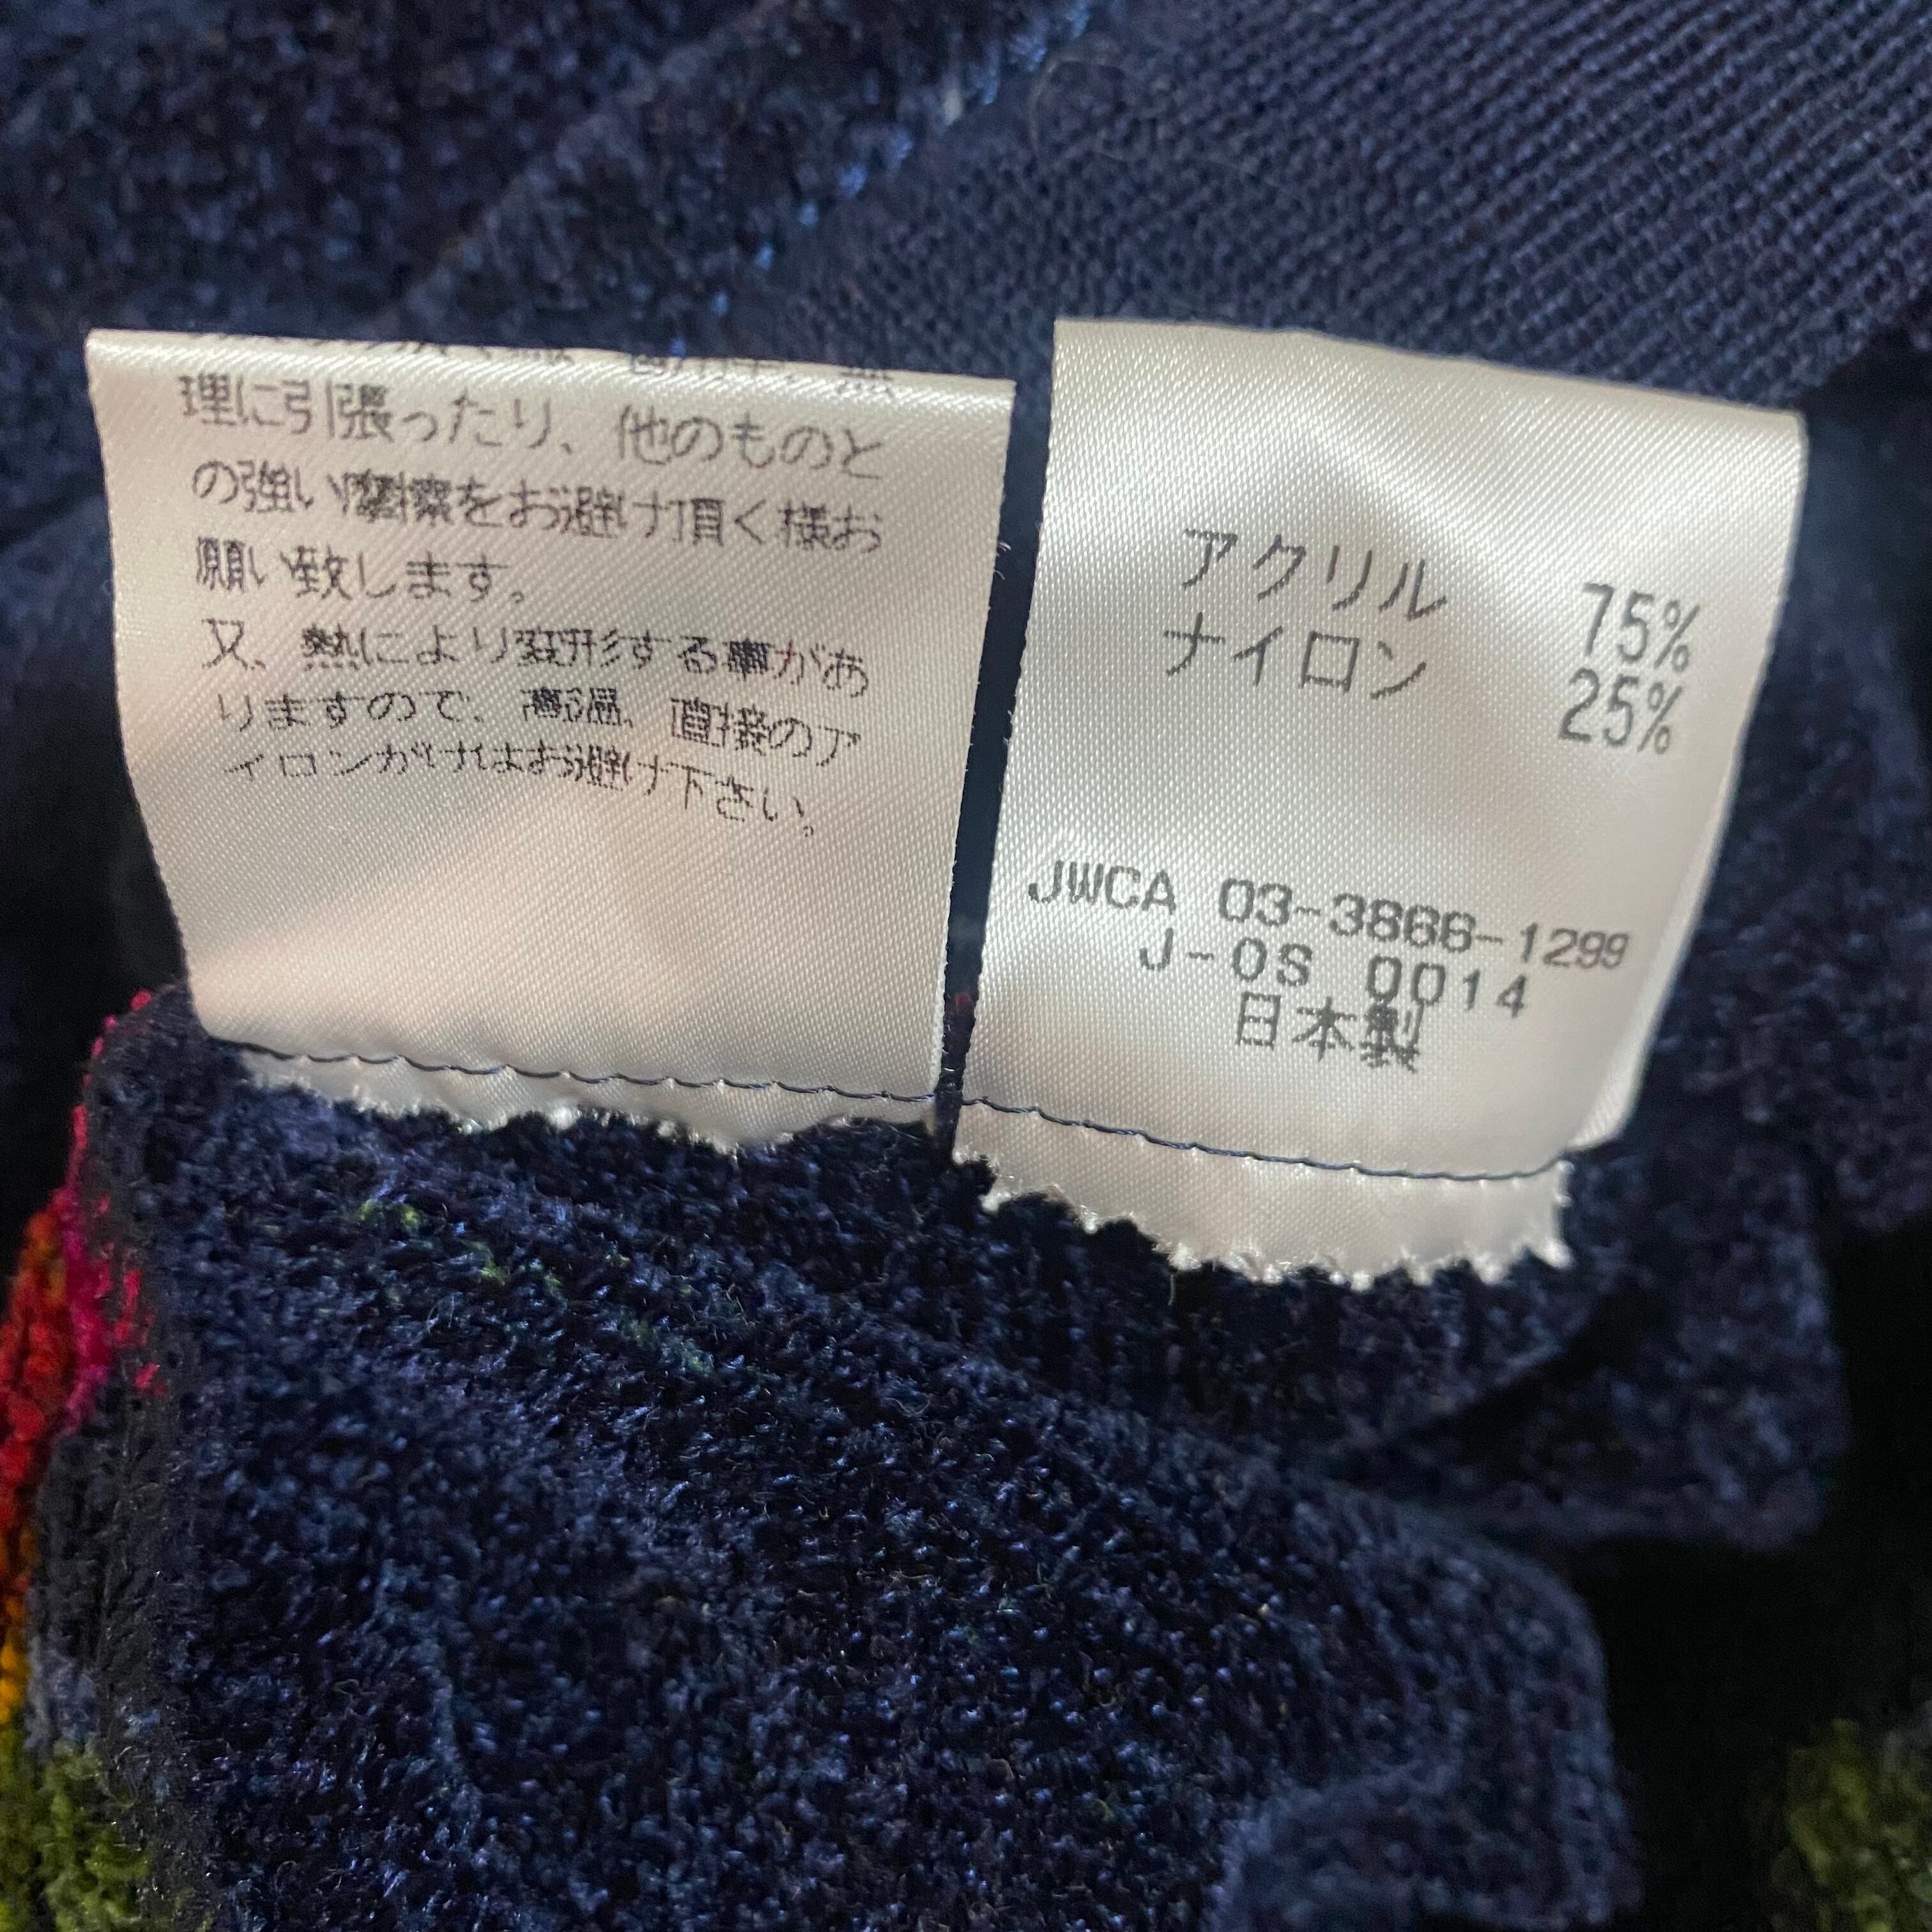 理に引張ったり、他のものと
の強い摩擦をお避け頂く様お
願い致します。
又、熱により変形する事があ
りますので、高温、直接のア
イロンがけはお避け下さい。
アクリル 75%
ナイロン 25%
JWCA 03-3866-1299
J-0S 0014
日本製